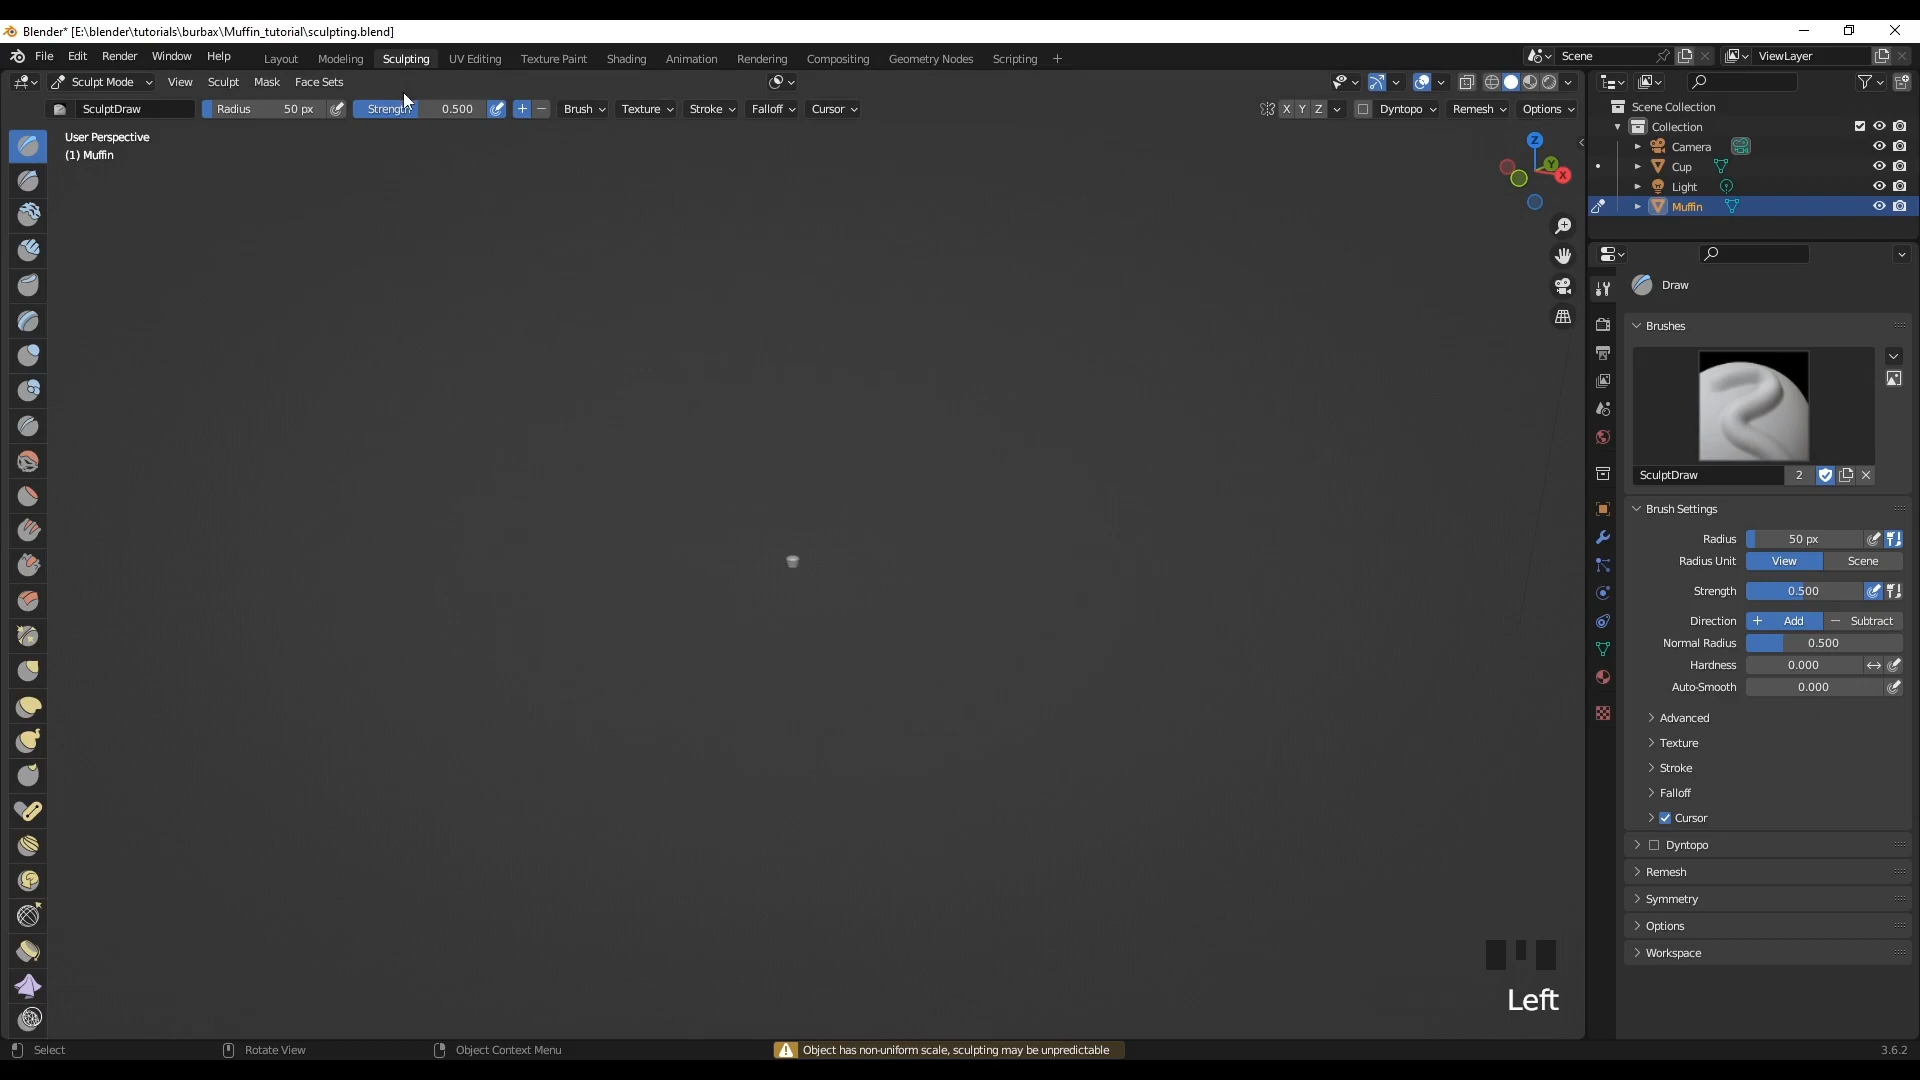 Blender* [E:\blender\tutorials\burbax\Muffin_tutorial\sculpting.blend]
File Edit Render Window Help Layout Modeling Sculpting UV Editing Texture Paint Shading Animation Rendering Compositing Geometry Nodes Scripting + Scene ViewLayer
Sculpt Mode View Sculpt Mask Face Sets
SculptDraw Radius 50 px Strength 0.500 Brush Texture Stroke Falloff Cursor X Y Z Dyntopo Remesh Options
User Perspective
(1) Muffin
Z
Y
X
Scene Collection
Collection
Camera
Cup
Light
Muffin
Draw
Brushes
SculptDraw 2
Brush Settings
Radius 50 px
Radius Unit View Scene
Strength 0.500
Direction + Add − Subtract
Normal Radius 0.500
Hardness 0.000
Auto-Smooth 0.000
Advanced
Texture
Stroke
Falloff
Cursor
Dyntopo
Remesh
Symmetry
Options
Workspace
Left
Select Rotate View Object Context Menu Object has non-uniform scale, sculpting may be unpredictable 3.6.2